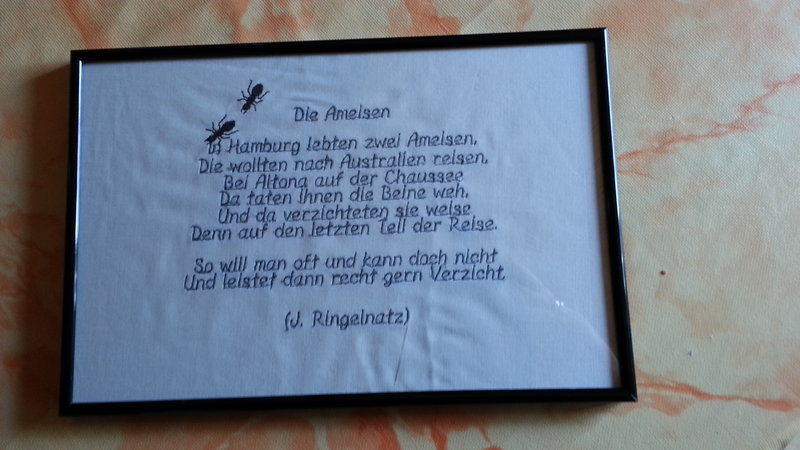 Die Ameisen
In Hamburg lebten zwei Ameisen,
Die wollten nach Australien reisen.
Bei Altona auf der Chaussee
Da taten ihnen die Beine weh,
Und da verzichteten sie weise
Denn auf den letzten Teil der Reise.
So will man oft und kann doch nicht
Und leistet dann recht gern Verzicht.
(J. Ringelnatz)